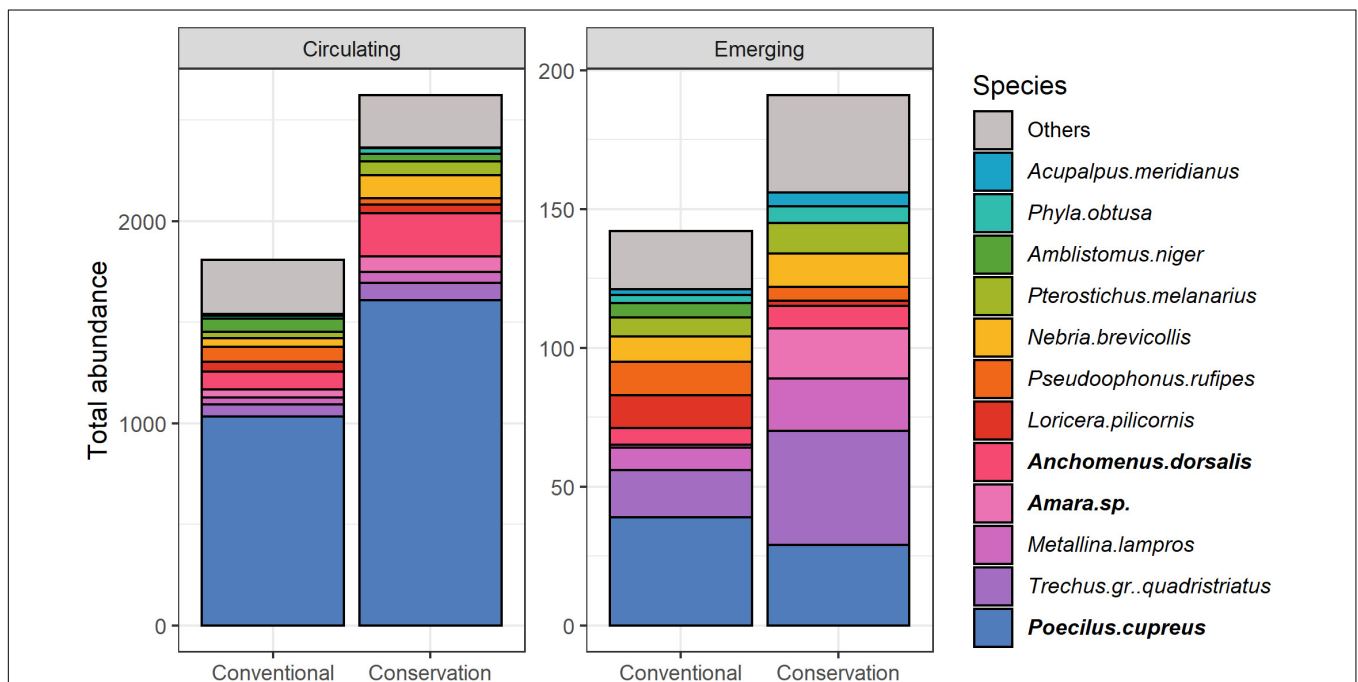 Circulating
Emerging
Total abundance
2000
1000
0
200
150
100
50
0
Conventional
Conservation
Conventional
Conservation
Species
Others
Acupalpus.meridianus
Phyla.obtusa
Amblistomus.niger
Pterostichus.melanarius
Nebria.brevicollis
Pseudoophonus.rufipes
Loricera.pilicornis
Anchomenus.dorsalis
Amara.sp.
Metallina.lampros
Trechus.gr..quadristriatus
Poecilus.cupreus